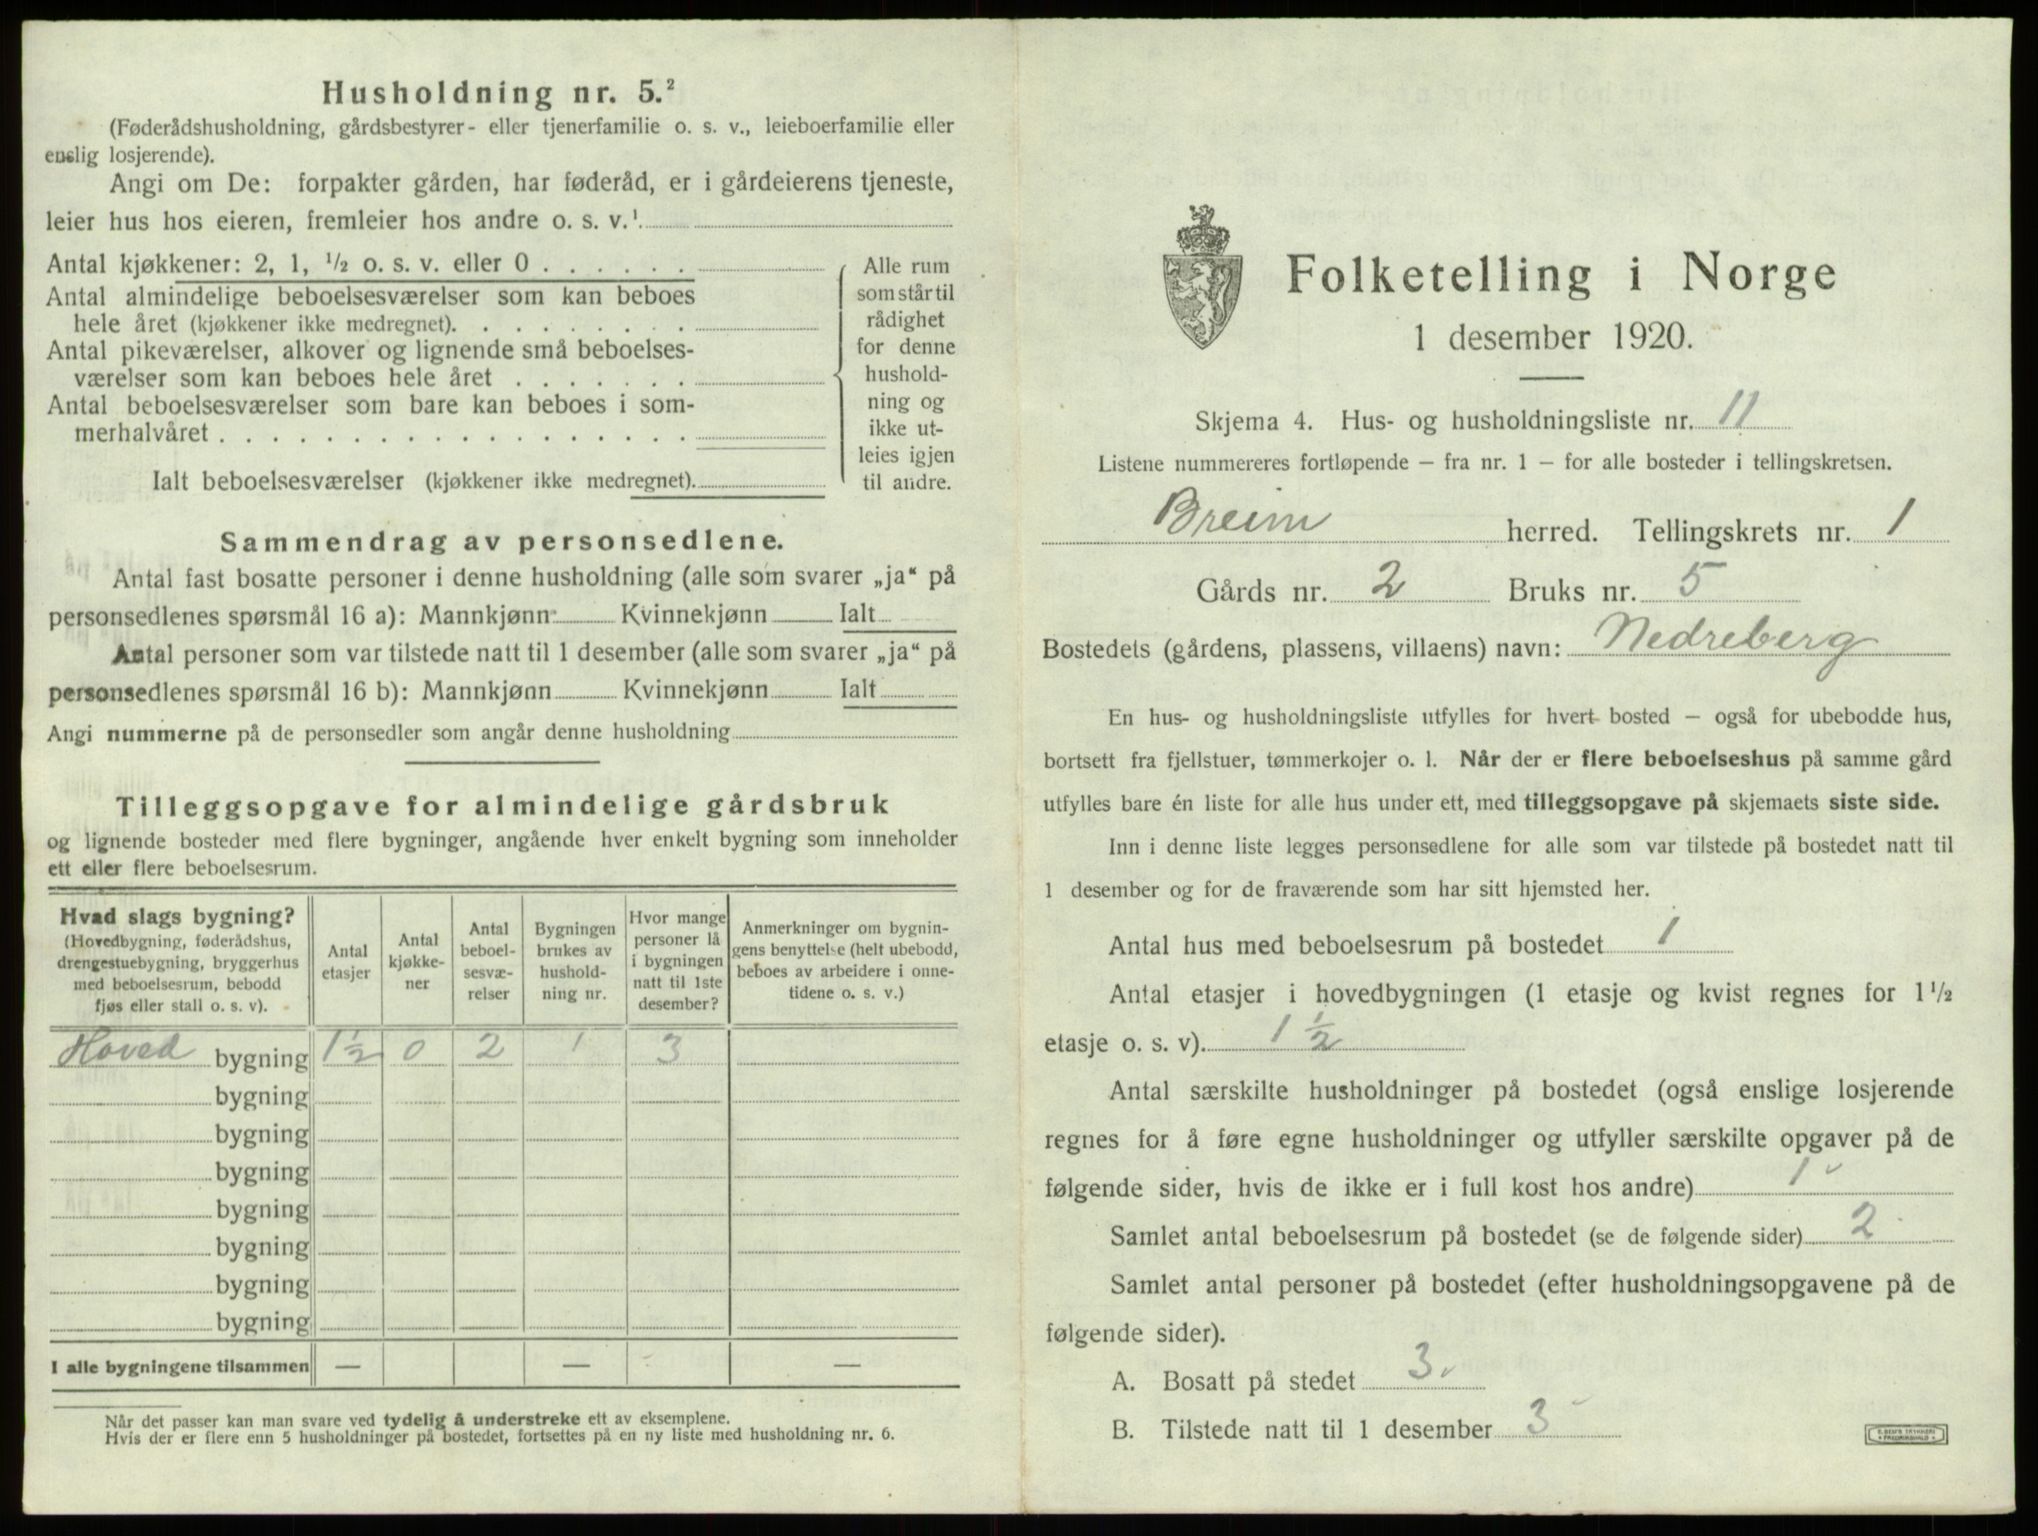 Husholdning nr. 5.²
(Føderådshusholdning, gårdsbestyrer- eller tjenerfamilie o. s. v., leieboerfamilie eller
enslig losjerende).
Angi om De: forpakter gården, har føderåd, er i gårdeierens tjeneste,
leier hus hos eieren, fremleier hos andre o. s. v.¹
Antal kjøkkener: 2, 1, ½ o. s. v. eller 0
Antal almindelige beboelsesværelser som kan beboes
hele året (kjøkkener ikke medregnet).
Antal pikeværelser, alkover og lignende små beboelses-
værelser som kan beboes hele året
Antal beboelsesværelser som bare kan beboes i som-
merhalvåret
Ialt beboelsesværelser (kjøkkener ikke medregnet).
Alle rum
som står til
rådighet
for denne
hushold-
ning og
ikke ut-
leies igjen
til andre.
Sammendrag av personsedlene.
Antal fast bosatte personer i denne husholdning (alle som svarer „ja“ på
personsedlenes spørsmål 16 a): Mannkjønn Kvinnekjønn Ialt
Antal personer som var tilstede natt til 1 desember (alle som svarer „ja“ på
personsedlenes spørsmål 16 b): Mannkjønn Kvinnekjønn Ialt
Angi nummerne på de personsedler som angår denne husholdning
Tilleggsopgave for almindelige gårdsbruk
og lignende bosteder med flere bygninger, angående hver enkelt bygning som inneholder
ett eller flere beboelsesrum.
Hvad slags bygning?
(Hovedbygning, føderådshus,
drengestuebygning, bryggerhus
med beboelsesrum, bebodd
fjøs eller stall o. s. v).
Antal
etasjer
Antal
kjøkke-
ner
Antal
beboel-
sesvæ-
relser
Bygningen
brukes av
hushold-
ning nr.
Hvor mange
personer lå
i bygningen
natt til 1ste
desember?
Anmerkninger om bygnin-
gens benyttelse (helt ubebodd,
beboes av arbeidere i onne-
tidene o. s. v.)
Hoved bygning 1½ 0 2 1 3
bygning
bygning
bygning
bygning
bygning
bygning
bygning
I alle bygningene tilsammen — — —
Når det passer kan man svare ved tydelig å understreke ett av eksemplene.
Hvis der er flere enn 5 husholdninger på bostedet, fortsettes på en ny liste med husholdning nr. 6.
Folketelling i Norge
1 desember 1920.
Skjema 4. Hus- og husholdningsliste nr. 11
Listene nummereres fortløpende – fra nr. 1 – for alle bosteder i tellingskretsen.
Breim herred. Tellingskrets nr. 1
Gårds nr. 2 Bruks nr. 5
Bostedets (gårdens, plassens, villaens) navn: Nedreberg
En hus- og husholdningsliste utfylles for hvert bosted – også for ubebodde hus,
bortsett fra fjellstuer, tømmerkojer o. l. Når der er flere beboelseshus på samme gård
utfylles bare én liste for alle hus under ett, med tilleggsopgave på skjemaets siste side.
Inn i denne liste legges personsedlene for alle som var tilstede på bostedet natt til
1 desember og for de fraværende som har sitt hjemsted her.
Antal hus med beboelsesrum på bostedet 1
Antal etasjer i hovedbygningen (1 etasje og kvist regnes for 1½
etasje o. s. v). 1½
Antal særskilte husholdninger på bostedet (også enslige losjerende
regnes for å føre egne husholdninger og utfyller særskilte opgaver på de
følgende sider, hvis de ikke er i full kost hos andre) 1
Samlet antal beboelsesrum på bostedet (se de følgende sider) 2
Samlet antal personer på bostedet (efter husholdningsopgavene på de
følgende sider).
A. Bosatt på stedet 3
B. Tilstede natt til 1 desember 3